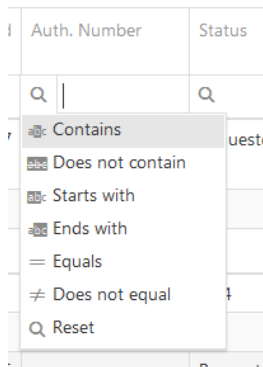 Auth. Number Status
Contains
Does not contain
Starts with
Ends with
Equals
Does not equal
Reset